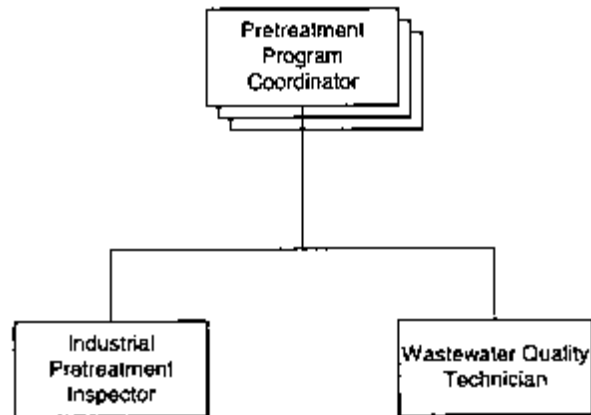 Pretreatment
Program
Coordinator
Industrial
Pretreatment
Inspector
Wastewater Quality
Technician